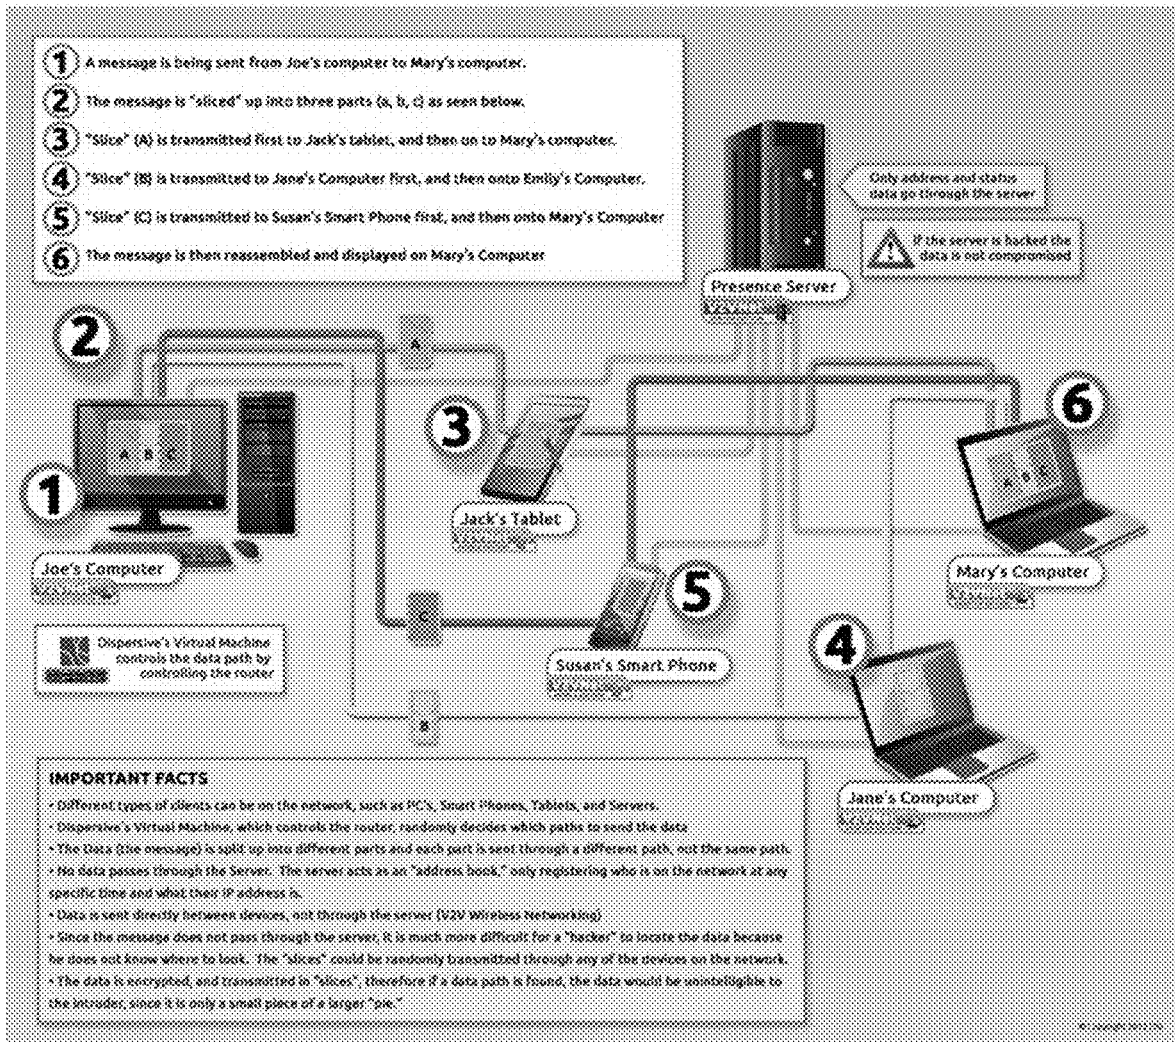 1 A message is being sent from Joe's computer to Mary's computer.
2 The message is "sliced" up into three parts (a, b, c) as seen below.
3 "Slice" (A) is transmitted first to Jack's tablet, and then on to Mary's computer.
4 "Slice" (B) is transmitted to Jane's Computer first, and then onto Emily's Computer.
5 "Slice" (C) is transmitted to Susan's Smart Phone first, and then onto Mary's Computer
6 The message is then reassembled and displayed on Mary's Computer
Only address and status
data go through the server
If the server is hacked the
data is not compromised
Presence Server
2
A
3
6
A B C
A B C
1
Jack's Tablet
Joe's Computer
Mary's Computer
5
C
4
Dispersive's Virtual Machine
controls the data path by
controlling the router
Susan's Smart Phone
B
Jane's Computer
IMPORTANT FACTS
• Different types of clients can be on the network, such as PC's, Smart Phones, Tablets, and Servers.
• Dispersive's Virtual Machine, which controls the router, randomly decides which paths to send the data
• The Data (the message) is split up into different parts and each part is sent through a different path, not the same path.
• No data passes through the Server. The server acts as an "address book," only registering who is on the network at any
specific time and what their IP address is.
• Data is sent directly between devices, not through the server (V2V Wireless Networking)
• Since the message does not pass through the server, it is much more difficult for a "hacker" to locate the data because
he does not know where to look. The "slices" could be randomly transmitted through any of the devices on the network.
• The data is encrypted, and transmitted in "slices", therefore if a data path is found, the data would be unintelligible to
the intruder, since it is only a small piece of a larger "pie."